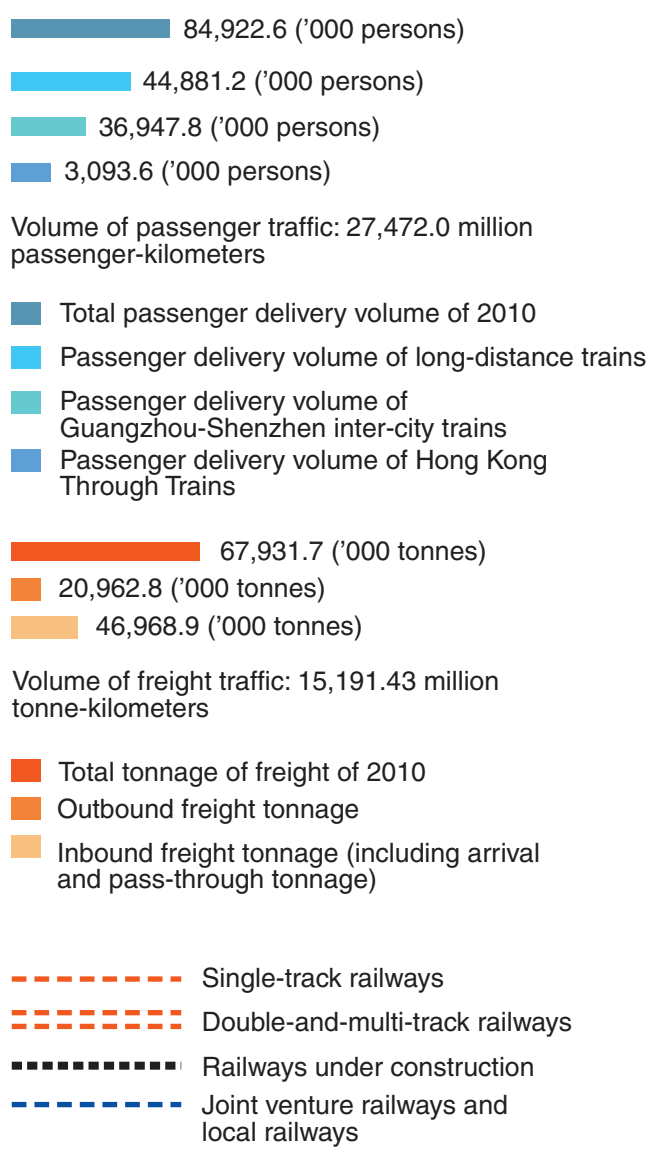 84,922.6 (’000 persons)
44,881.2 (’000 persons)
36,947.8 (’000 persons)
3,093.6 (’000 persons)
Volume of passenger traffic: 27,472.0 million
passenger-kilometers
Total passenger delivery volume of 2010
Passenger delivery volume of long-distance trains
Passenger delivery volume of
Guangzhou-Shenzhen inter-city trains
Passenger delivery volume of Hong Kong
Through Trains
67,931.7 (’000 tonnes)
20,962.8 (’000 tonnes)
46,968.9 (’000 tonnes)
Volume of freight traffic: 15,191.43 million
tonne-kilometers
Total tonnage of freight of 2010
Outbound freight tonnage
Inbound freight tonnage (including arrival
and pass-through tonnage)
Single-track railways
Double-and-multi-track railways
Railways under construction
Joint venture railways and
local railways